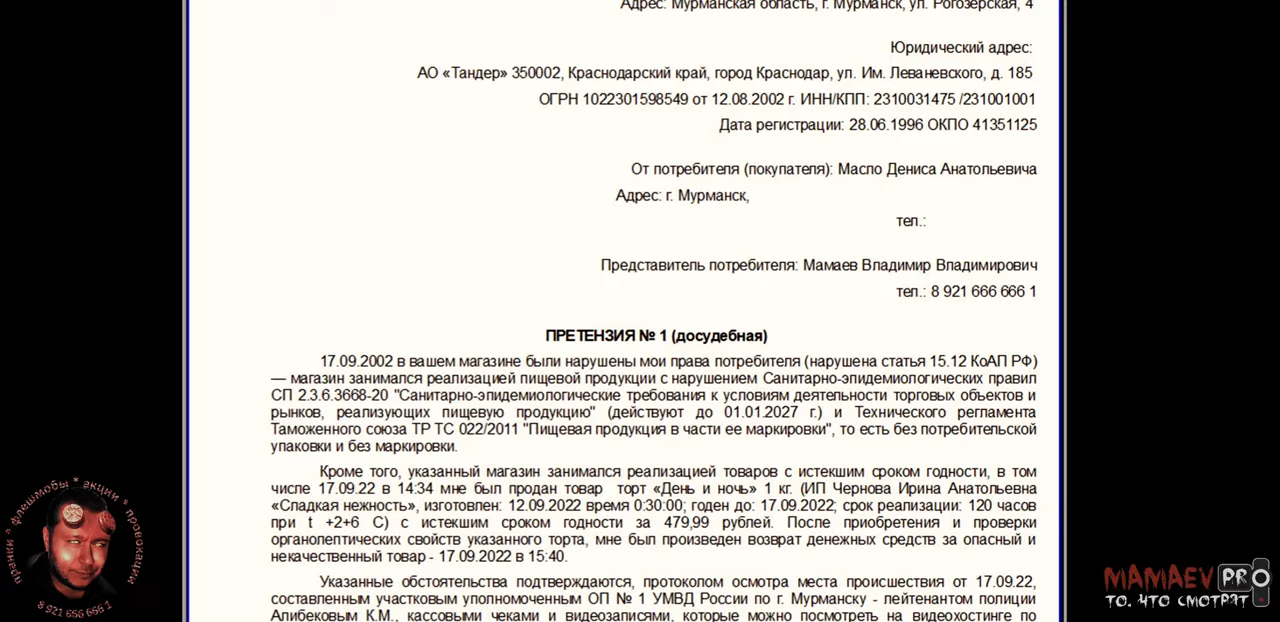 Адрес: Мурманская область, г. Мурманск, ул. Рогозерская, 4
Юридический адрес:
АО «Тандер» 350002, Краснодарский край, город Краснодар, ул. Им. Леваневского, д. 185
ОГРН 1022301598549 от 12.08.2002 г. ИНН/КПП: 2310031475 /231001001
Дата регистрации: 28.06.1996 ОКПО 41351125
От потребителя (покупателя): Масло Дениса Анатольевича
Адрес: г. Мурманск,
тел.:
Представитель потребителя: Мамаев Владимир Владимирович
тел.: 8 921 666 666 1
ПРЕТЕНЗИЯ № 1 (досудебная)
17.09.2002 в вашем магазине были нарушены мои права потребителя (нарушена статья 15.12 КоАП РФ)
— магазин занимался реализацией пищевой продукции с нарушением Санитарно-эпидемиологических правил
СП 2.3.6.3668-20 "Санитарно-эпидемиологические требования к условиям деятельности торговых объектов и
рынков, реализующих пищевую продукцию" (действуют до 01.01.2027 г.) и Технического регламента
Таможенного союза ТР ТС 022/2011 "Пищевая продукция в части ее маркировки", то есть без потребительской
упаковки и без маркировки.
Кроме того, указанный магазин занимался реализацией товаров с истекшим сроком годности, в том
числе 17.09.22 в 14:34 мне был продан товар торт «День и ночь» 1 кг. (ИП Чернова Ирина Анатольевна
«Сладкая нежность», изготовлен: 12.09.2022 время 0:30:00; годен до: 17.09.2022; срок реализации: 120 часов
при t +2+6 С) с истекшим сроком годности за 479,99 рублей. После приобретения и проверки
органолептических свойств указанного торта, мне был произведен возврат денежных средств за опасный и
некачественный товар - 17.09.2022 в 15:40.
Указанные обстоятельства подтверждаются, протоколом осмотра места происшествия от 17.09.22,
составленным участковым уполномоченным ОП № 1 УМВД России по г. Мурманску - лейтенантом полиции
Алибековым К.М., кассовыми чеками и видеозаписями, которые можно посмотреть на видеохостинге по
пранки * флешмобы * акции * провокации
8 921 666 666 1
MAMAEV PRO
ТО, ЧТО СМОТРЯТ